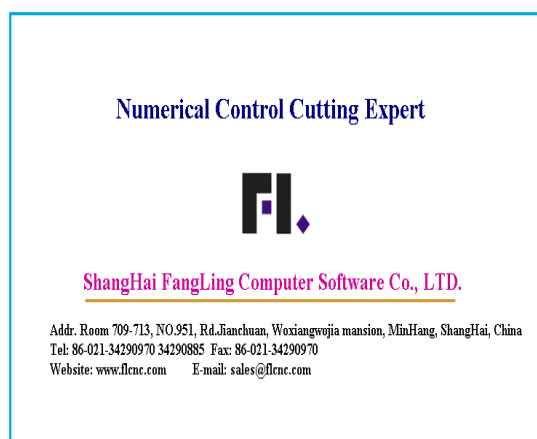 Numerical Control Cutting Expert
FL.
ShangHai FangLing Computer Software Co., LTD.
Addr. Room 709-713, NO.951, Rd.Jianchuan, Woxiangwojia mansion, MinHang, ShangHai, China
Tel: 86-021-34290970 34290885 Fax: 86-021-34290970
Website: www.flcnc.com E-mail: sales@flcnc.com